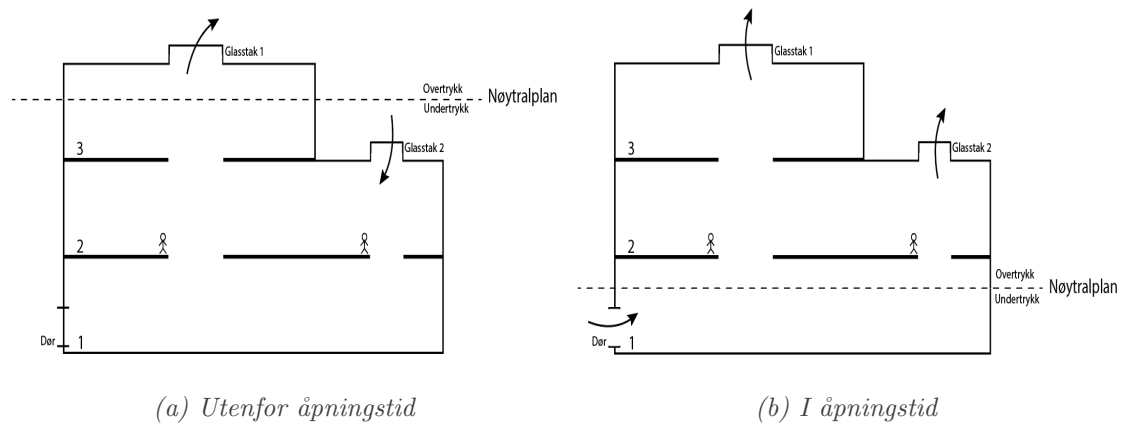 Glasstak 1
Overtrykk
Undertrykk
Nøytralplan
Glasstak 2
3
2
Dør
1
(a) Utenfor åpningstid
Glasstak 1
Glasstak 2
3
2
Overtrykk
Undertrykk
Nøytralplan
Dør
1
(b) I åpningstid